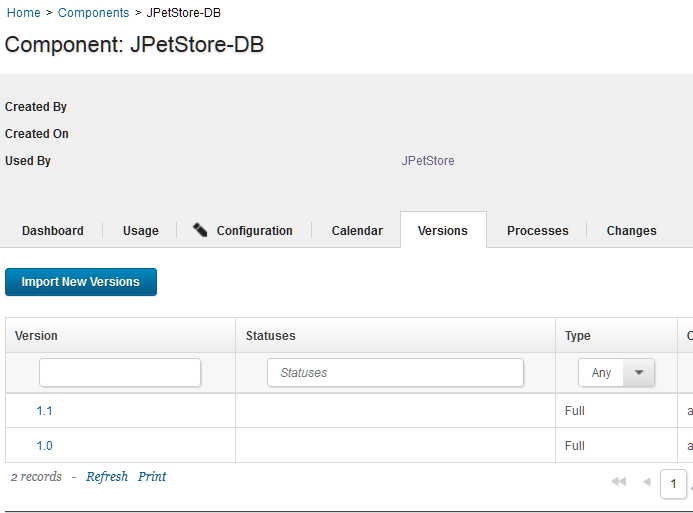 Home > Components > JPetStore-DB
Component: JPetStore-DB
Created By
Created On
Used By JPetStore
Dashboard Usage Configuration Calendar Versions Processes Changes
Import New Versions
Version Statuses Type
Statuses Any
1.1 Full
1.0 Full
2 records - Refresh Print
1